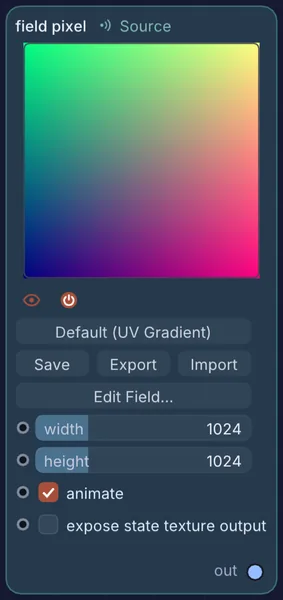 field pixel Source
Default (UV Gradient)
Save Export Import
Edit Field...
width 1024
height 1024
animate
expose state texture output
out